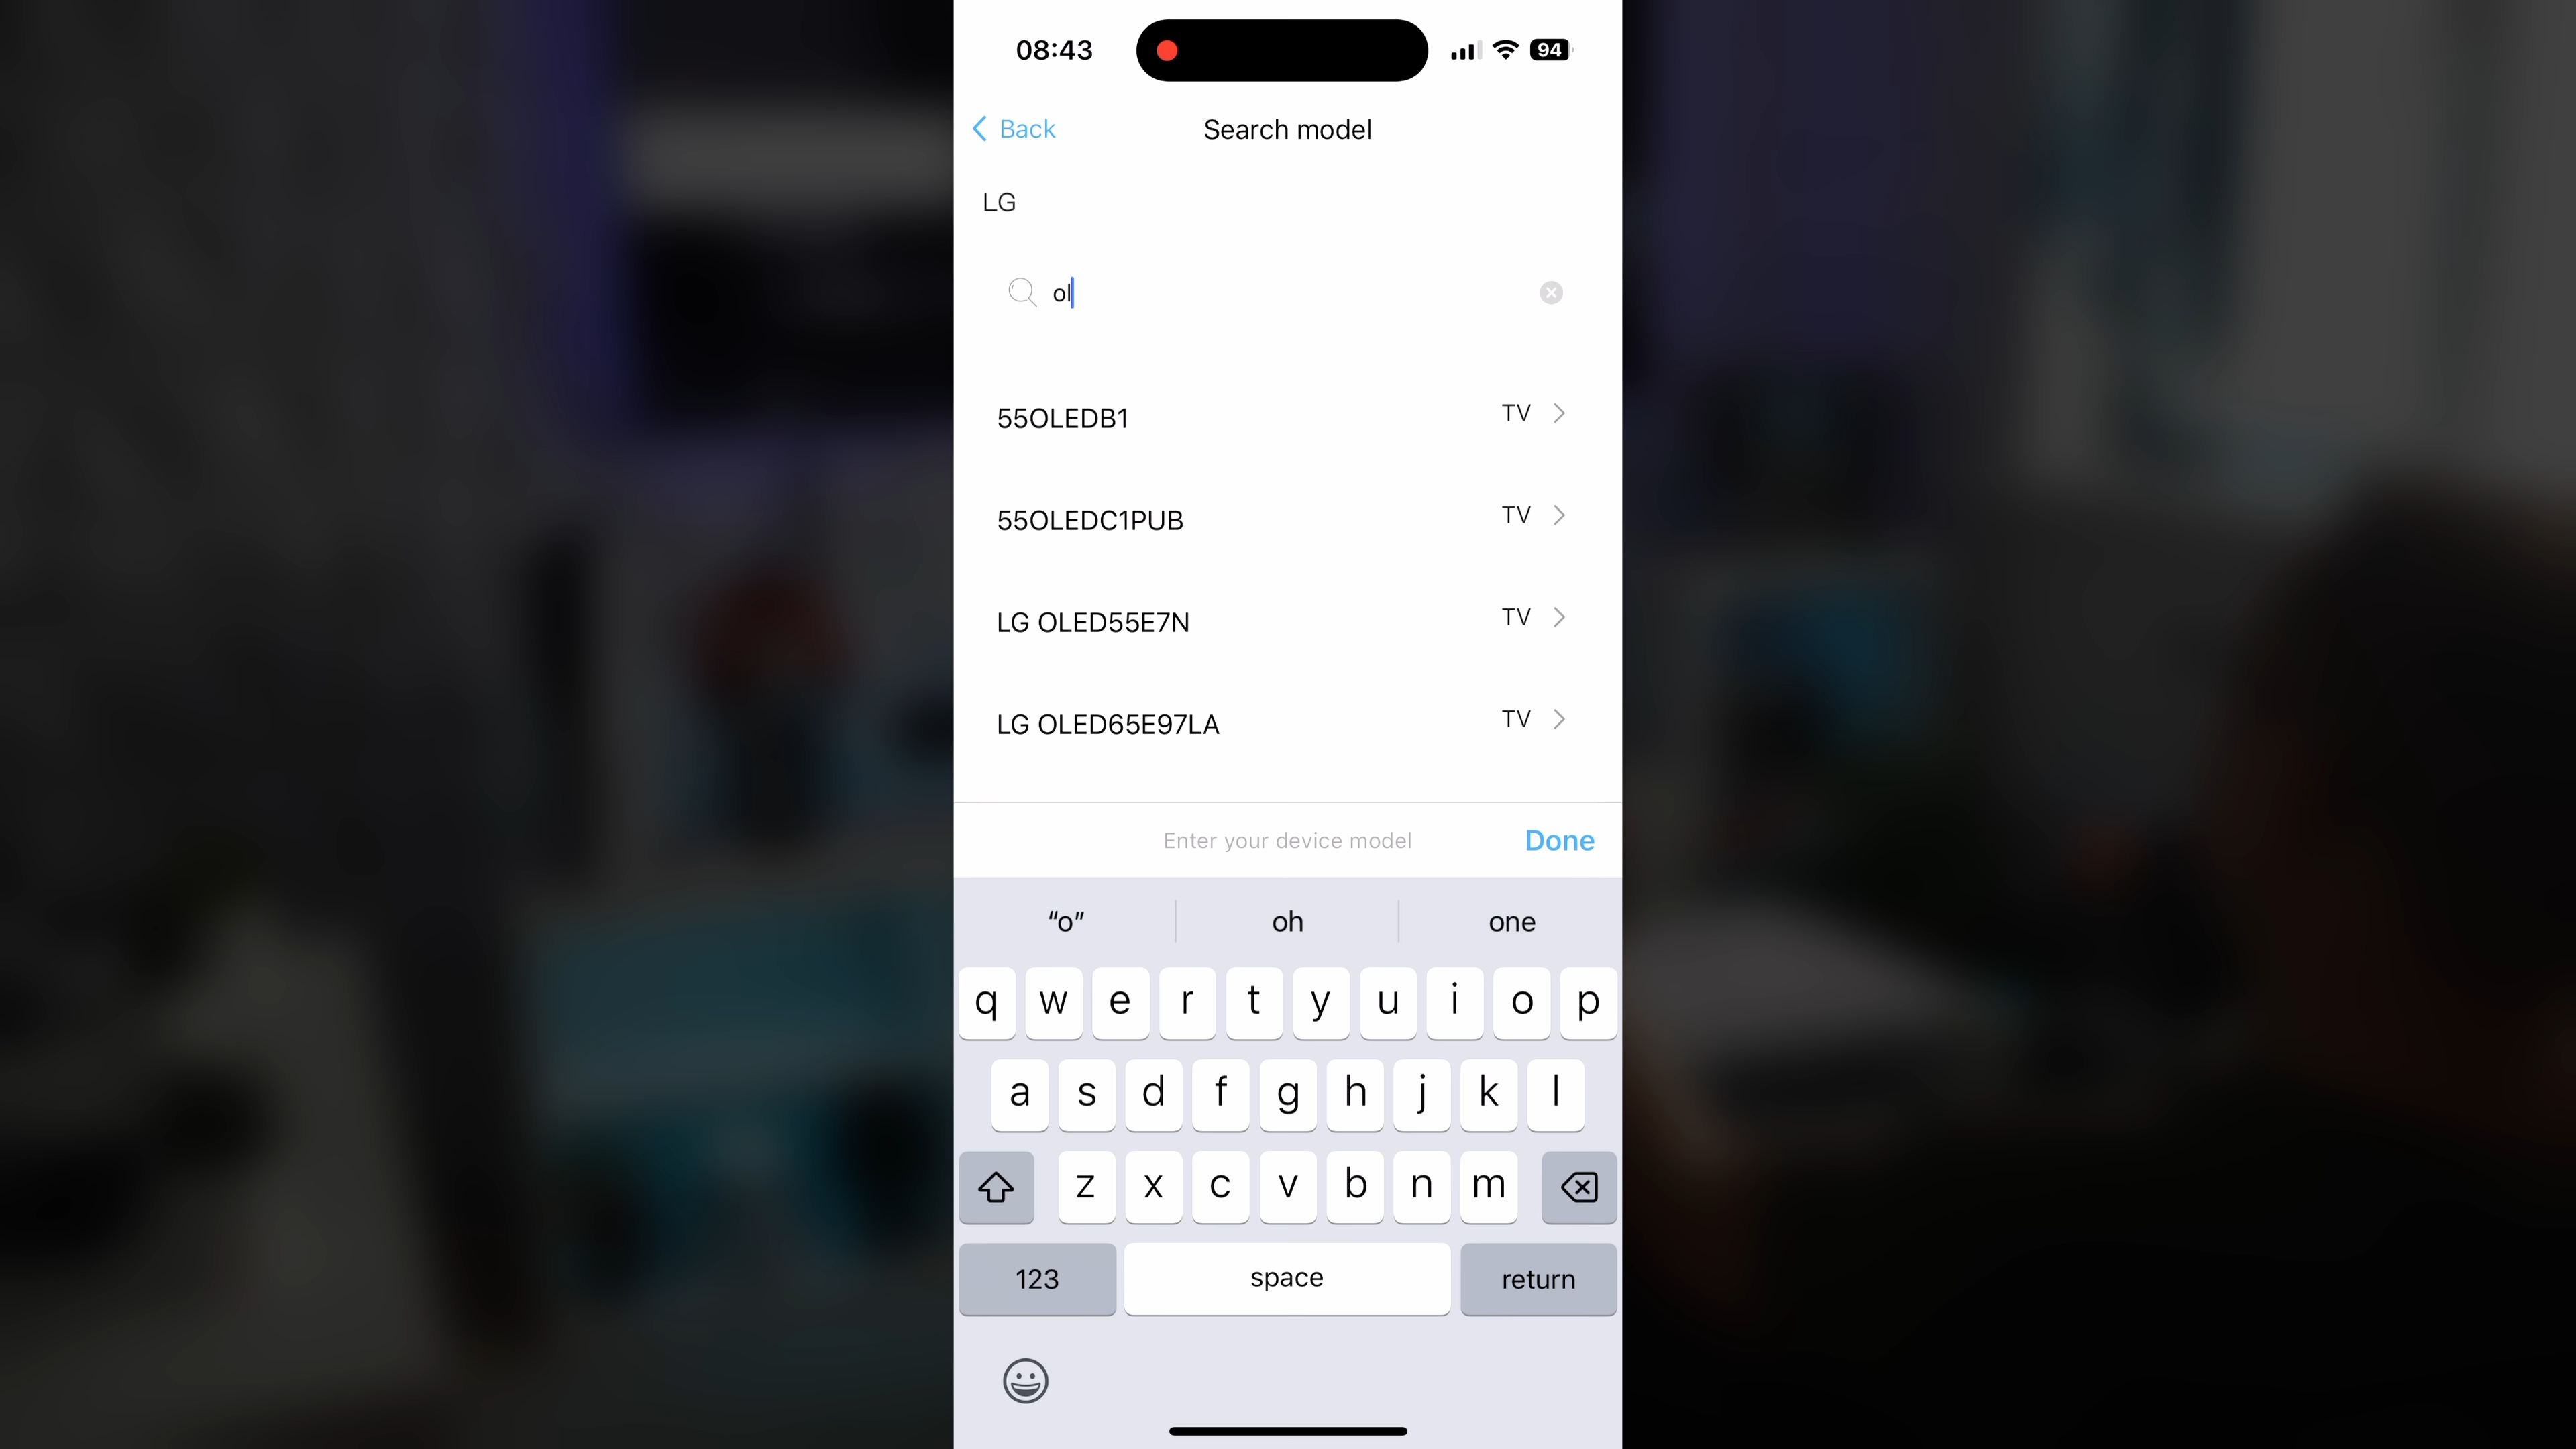 08:43
94
Back
Search model
LG
ol
55OLEDB1 TV
55OLEDC1PUB TV
LG OLED55E7N TV
LG OLED65E97LA TV
Enter your device model Done
“o” oh one
q w e r t y u i o p
a s d f g h j k l
z x c v b n m
123 space return